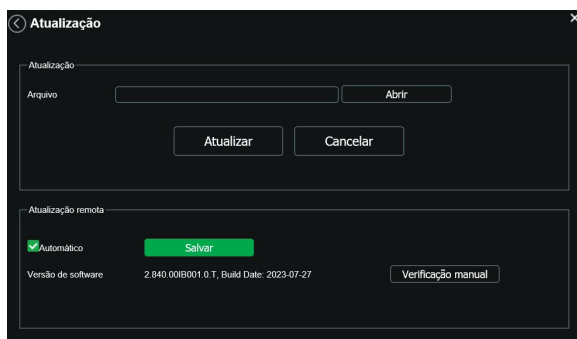 Atualização
Atualização
Arquivo Abrir
Atualizar Cancelar
Atualização remota
Automático Salvar
Versão de software 2.840.00IB001.0.T, Build Date: 2023-07-27 Verificação manual